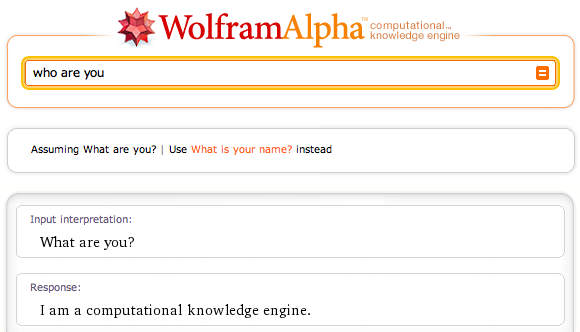 WolframAlpha™ computational...
knowledge engine
who are you
Assuming What are you? | Use What is your name? instead
Input interpretation:
What are you?
Response:
I am a computational knowledge engine.